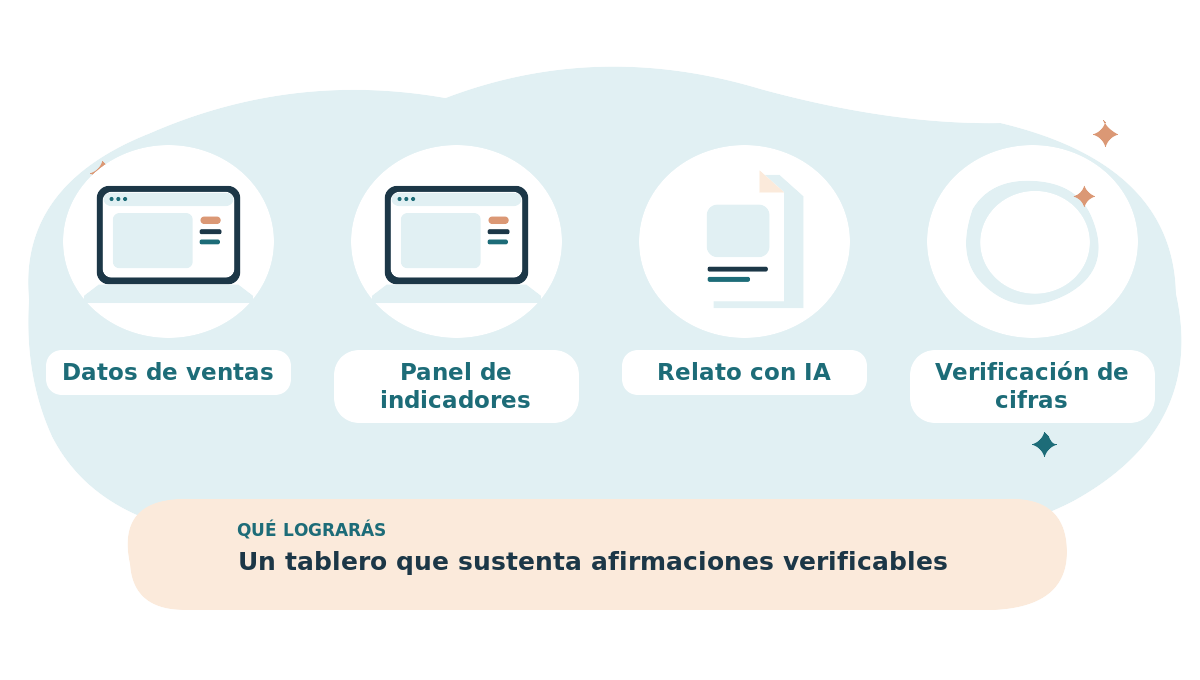 Datos de ventas
Panel de
indicadores
Relato con IA
Verificación de
cifras
QUÉ LOGRARÁS
Un tablero que sustenta afirmaciones verificables